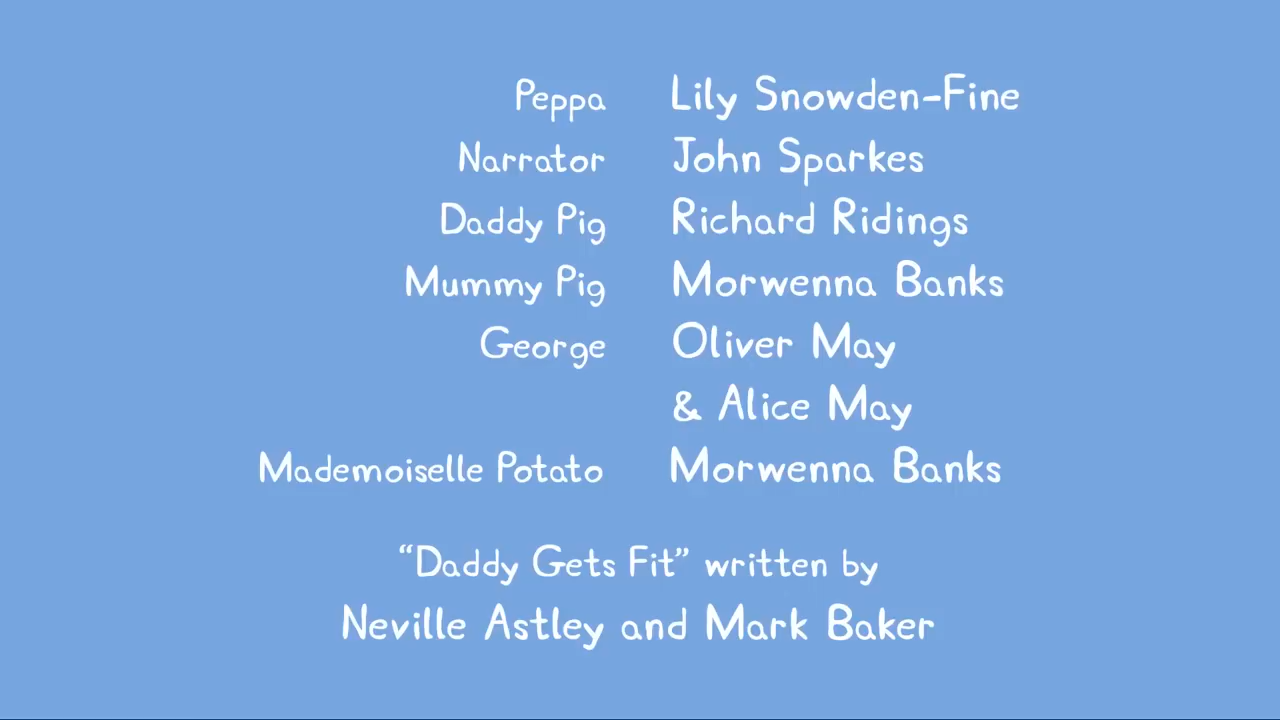 Peppa Lily Snowden-Fine
Narrator John Sparkes
Daddy Pig Richard Ridings
Mummy Pig Morwenna Banks
George Oliver May
& Alice May
Mademoiselle Potato Morwenna Banks
“Daddy Gets Fit” written by
Neville Astley and Mark Baker